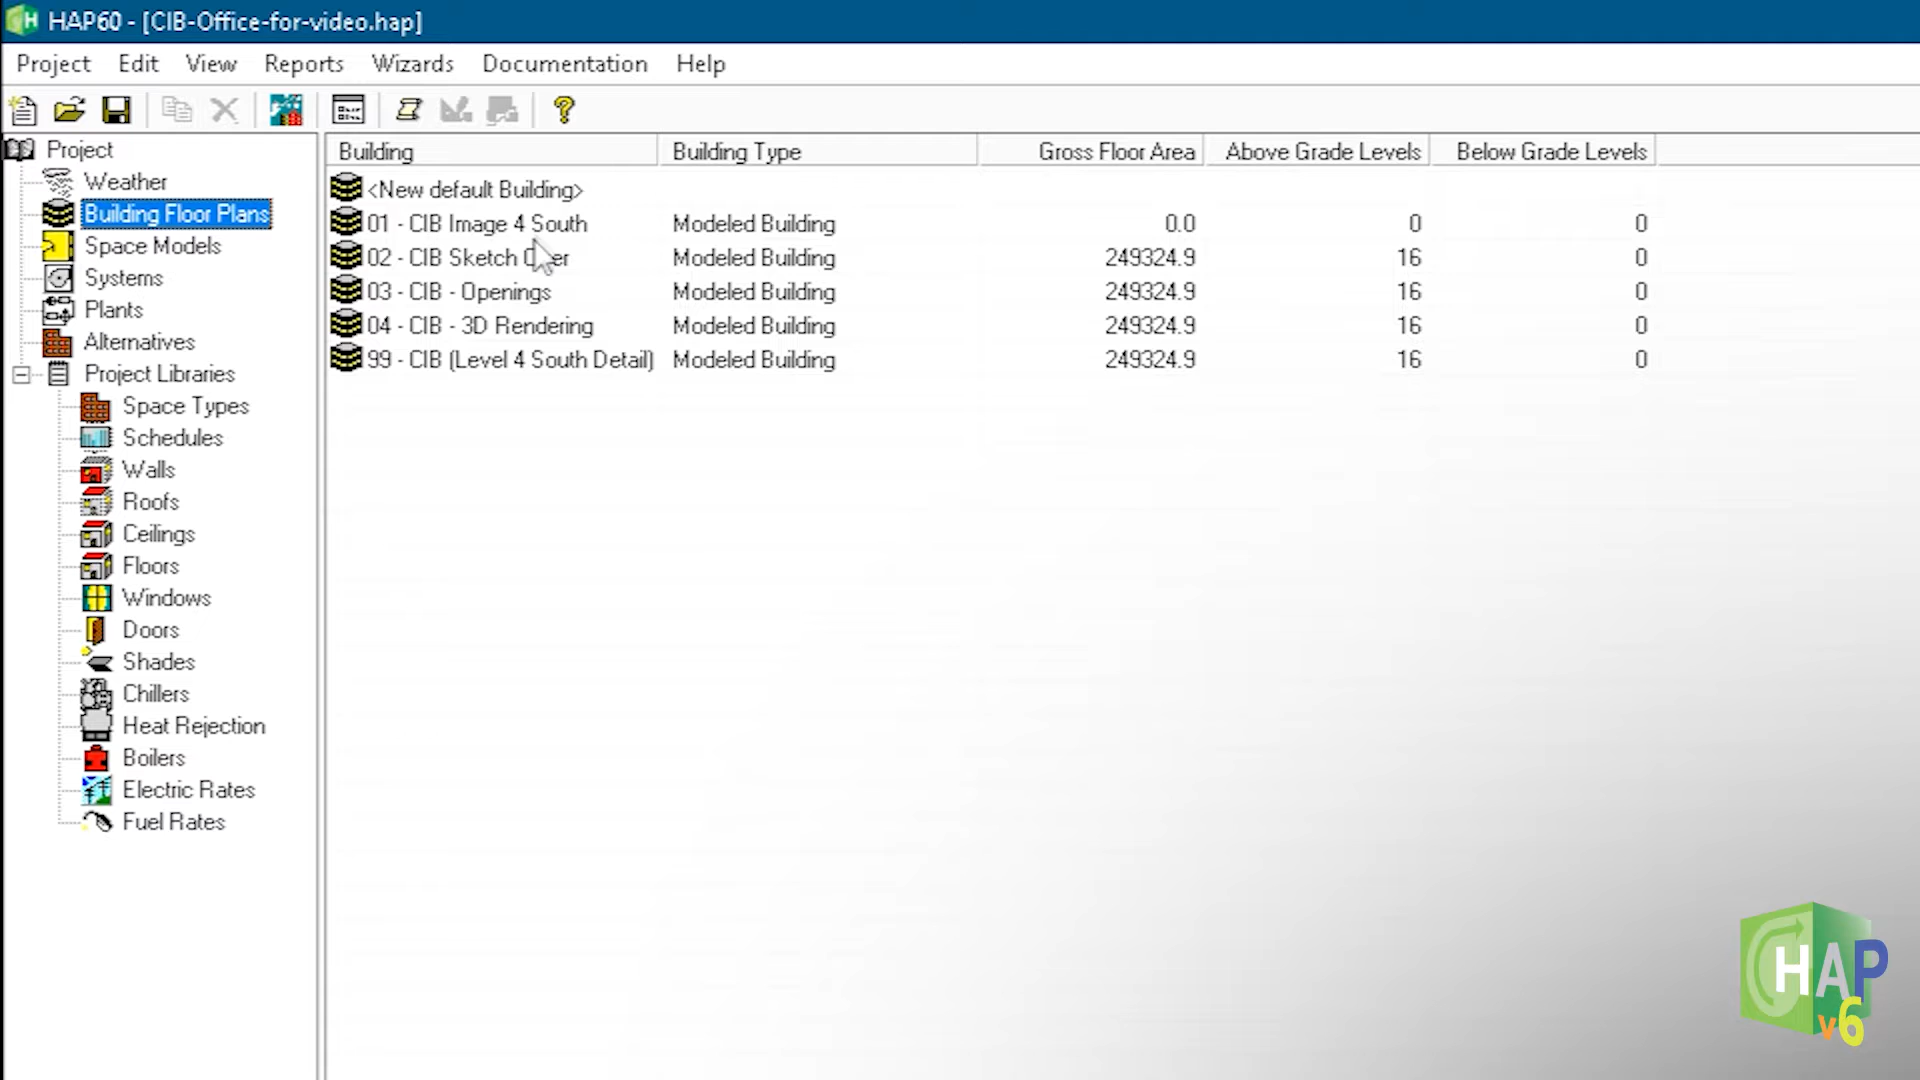 HAP60 - [CIB-Office-for-video.hap]
Project Edit View Reports Wizards Documentation Help
Project
Weather
Building Floor Plans
Space Models
Systems
Plants
Alternatives
Project Libraries
Space Types
Schedules
Walls
Roofs
Ceilings
Floors
Windows
Doors
Shades
Chillers
Heat Rejection
Boilers
Electric Rates
Fuel Rates
Building Building Type Gross Floor Area Above Grade Levels Below Grade Levels
<New default Building>
01 - CIB Image 4 South Modeled Building 0.0 0 0
02 - CIB Sketch Modeled Building 249324.9 16 0
03 - CIB - Openings Modeled Building 249324.9 16 0
04 - CIB - 3D Rendering Modeled Building 249324.9 16 0
99 - CIB (Level 4 South Detail) Modeled Building 249324.9 16 0
HAP
v6